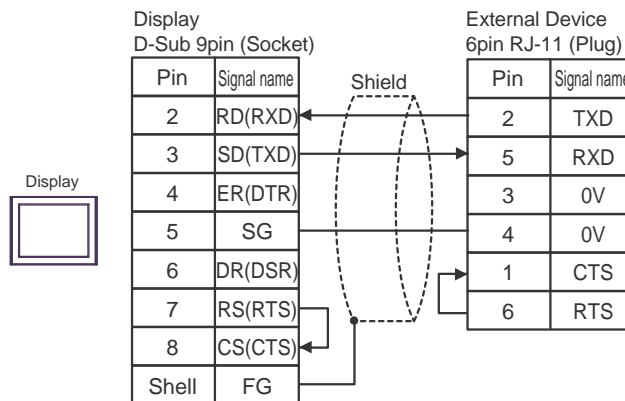 Display
D-Sub 9pin (Socket)
Pin Signal name
2 RD(RXD)
3 SD(TXD)
4 ER(DTR)
5 SG
6 DR(DSR)
7 RS(RTS)
8 CS(CTS)
Shell FG
Display
Shield
External Device
6pin RJ-11 (Plug)
Pin Signal name
2 TXD
5 RXD
3 0V
4 0V
1 CTS
6 RTS